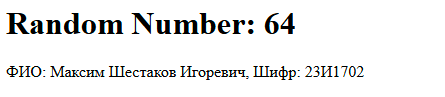 Random Number: 64
ФИО: Максим Шестаков Игоревич, Шифр: 23И1702